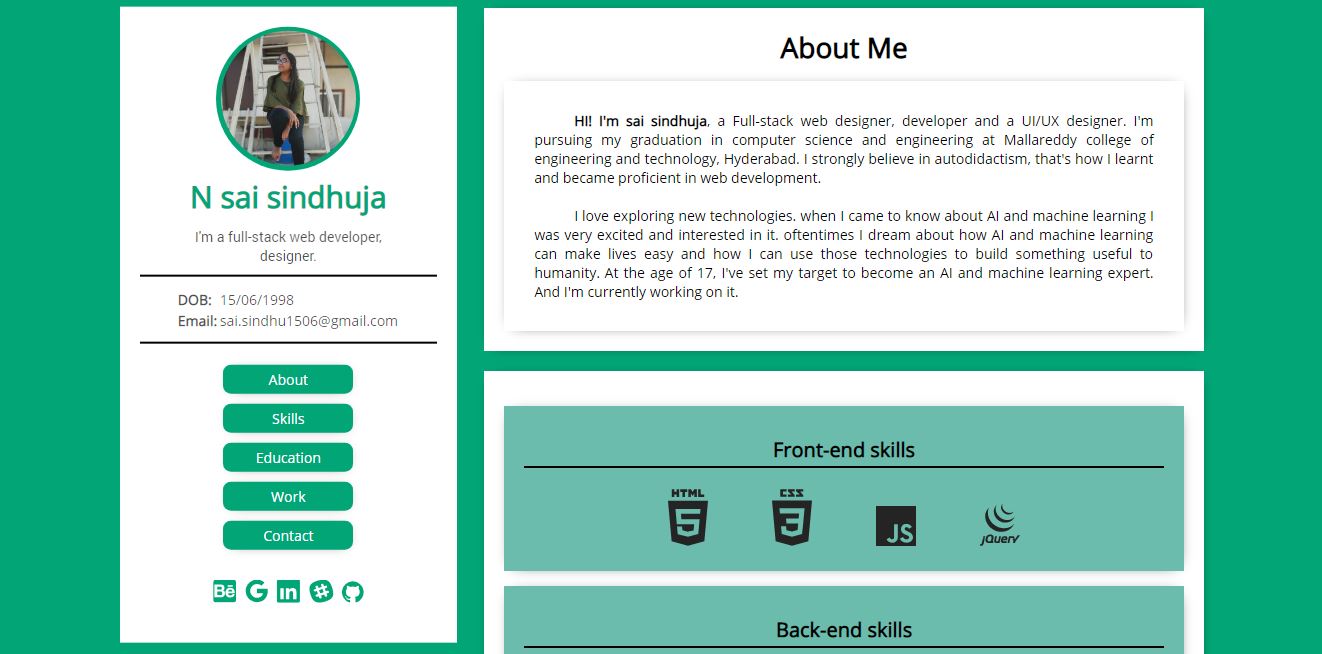 N sai sindhuja
I'm a full-stack web developer,
designer.
DOB: 15/06/1998
Email: sai.sindhu1506@gmail.com
About
Skills
Education
Work
Contact
Bē G in
About Me
HI! I'm sai sindhuja, a Full-stack web designer, developer and a UI/UX designer. I'm
pursuing my graduation in computer science and engineering at Mallareddy college of
engineering and technology, Hyderabad. I strongly believe in autodidactism, that's how I learnt
and became proficient in web development.
I love exploring new technologies. when I came to know about AI and machine learning I
was very excited and interested in it. oftentimes I dream about how AI and machine learning
can make lives easy and how I can use those technologies to build something useful to
humanity. At the age of 17, I've set my target to become an AI and machine learning expert.
And I'm currently working on it.
Front-end skills
HTML CSS
5 3 JS jQuery
Back-end skills